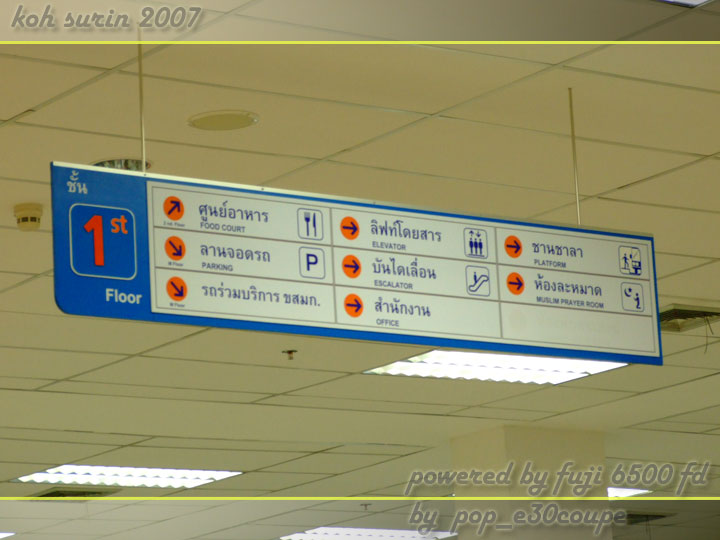 koh surin 2007
ชั้น
1st
Floor
ศูนย์อาหาร
FOOD COURT
ลานจอดรถ
PARKING
P
รถร่วมบริการ ขสมก.
ลิฟท์โดยสาร
ELEVATOR
บันไดเลื่อน
ESCALATOR
สำนักงาน
OFFICE
ชานชาลา
PLATFORM
ห้องละหมาด
MUSLIM PRAYER ROOM
powered by fuji 6500 fd
by pop_e30coupe